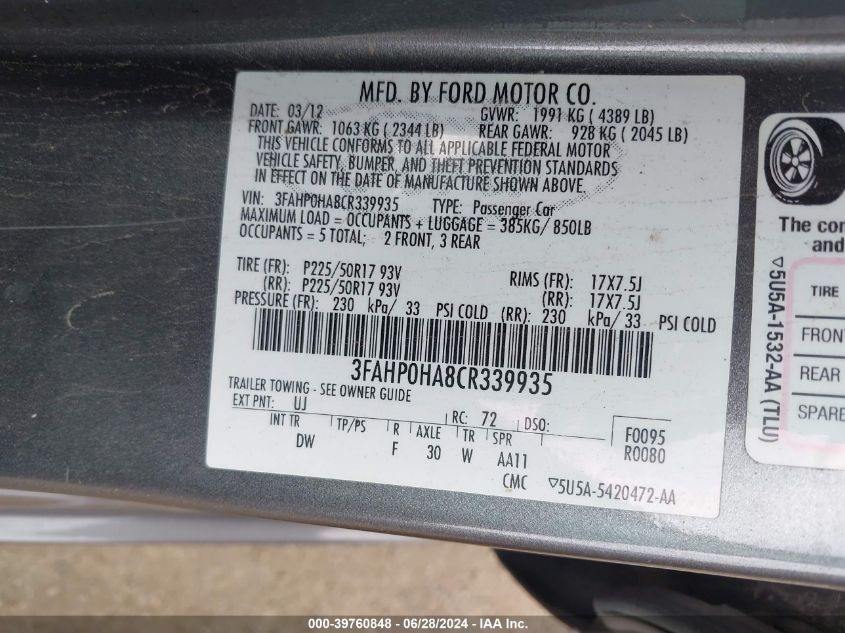 MFD. BY FORD MOTOR CO.
DATE: 03/12 GVWR: 1991 KG ( 4389 LB)
FRONT GAWR: 1063 KG ( 2344 LB) REAR GAWR: 928 KG ( 2045 LB)
THIS VEHICLE CONFORMS TO ALL APPLICABLE FEDERAL MOTOR
VEHICLE SAFETY, BUMPER, AND THEFT PREVENTION STANDARDS
IN EFFECT ON THE DATE OF MANUFACTURE SHOWN ABOVE.
VIN: 3FAHP0HA8CR339935 TYPE: Passenger Car
MAXIMUM LOAD = OCCUPANTS + LUGGAGE = 385KG/ 850LB
OCCUPANTS = 5 TOTAL; 2 FRONT, 3 REAR
TIRE (FR): P225/50R17 93V RIMS (FR): 17X7.5J
(RR): P225/50R17 93V (RR): 17X7.5J
PRESSURE (FR): 230 kPa/ 33 PSI COLD (RR): 230 kPa/ 33 PSI COLD
3FAHP0HA8CR339935
TRAILER TOWING - SEE OWNER GUIDE
EXT PNT: UJ RC: 72 DSO:
INT TR TP/PS R AXLE TR SPR
DW F 30 W AA11
F0095
R0080
CMC ▽5U5A-5420472-AA
The con
and
▽5U5A-1532-AA (TLU)
TIRE
FRONT
REAR
SPARE
000-39760848 - 06/28/2024 - IAA Inc.